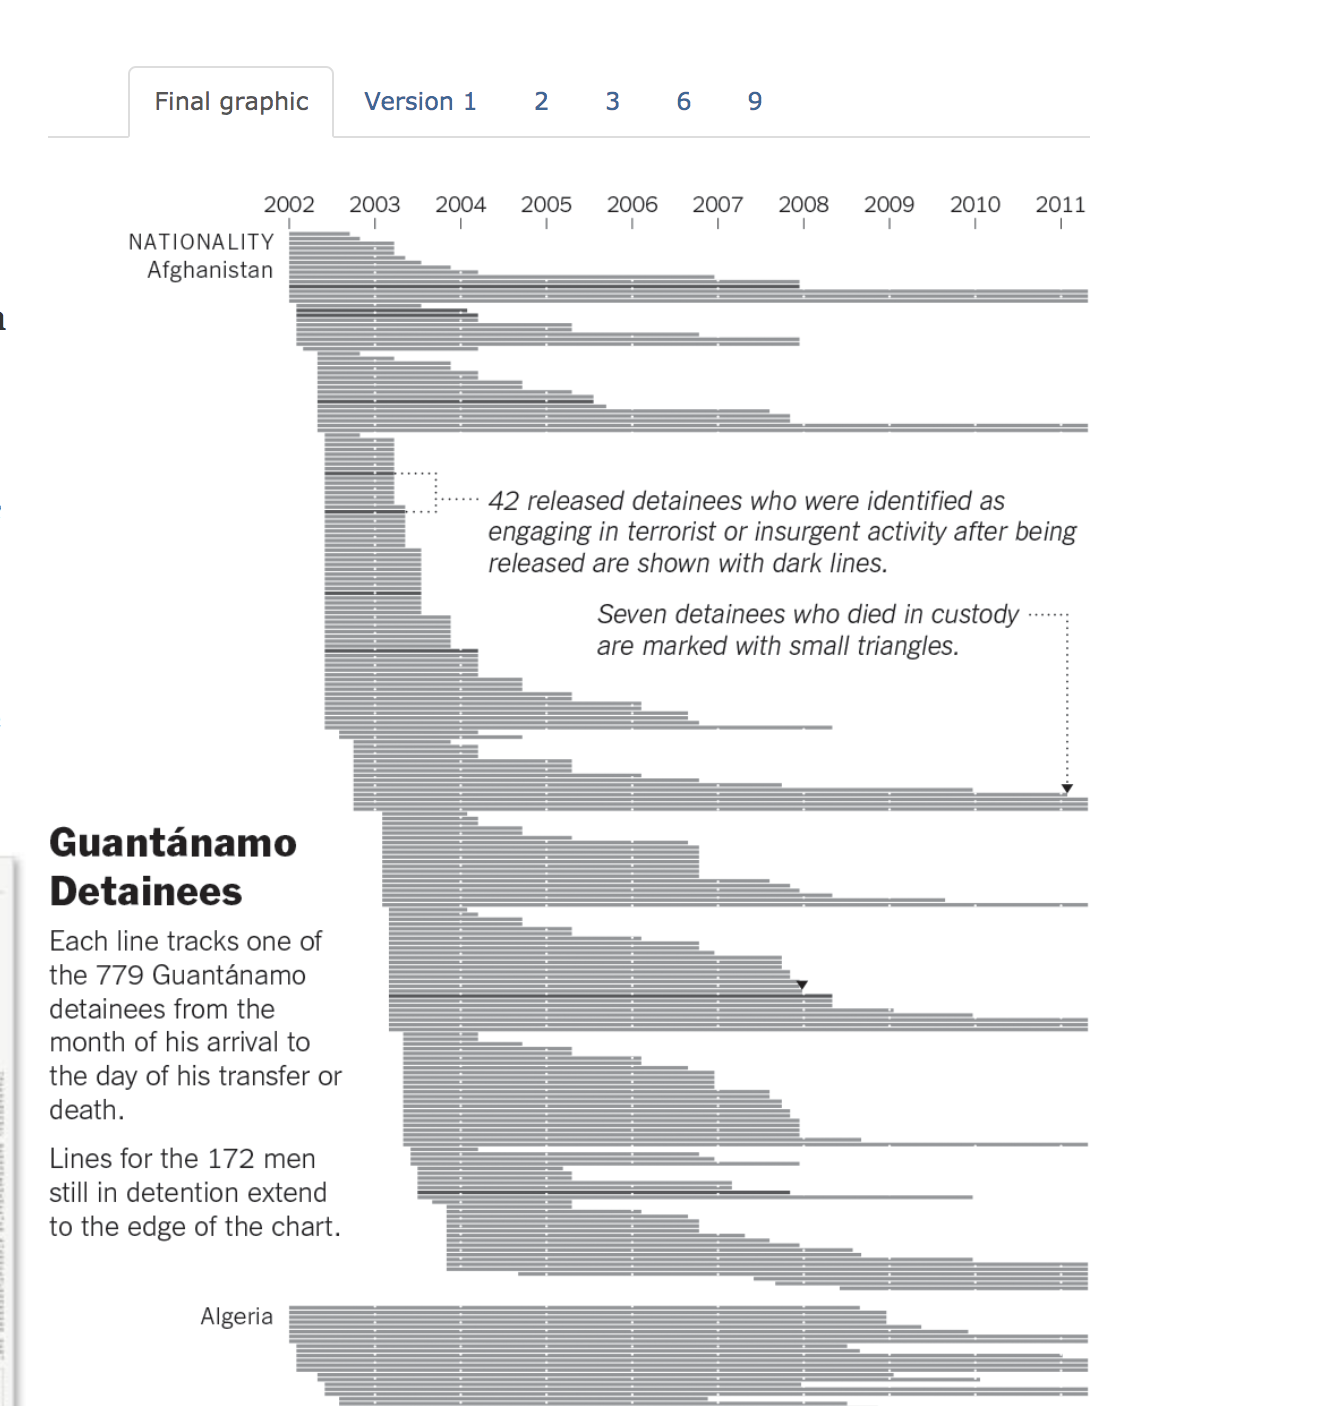 Final graphic Version 1 2 3 6 9
2002 2003 2004 2005 2006 2007 2008 2009 2010 2011
NATIONALITY
Afghanistan
42 released detainees who were identified as
engaging in terrorist or insurgent activity after being
released are shown with dark lines.
Seven detainees who died in custody
are marked with small triangles.
Guantánamo
Detainees
Each line tracks one of
the 779 Guantánamo
detainees from the
month of his arrival to
the day of his transfer or
death.
Lines for the 172 men
still in detention extend
to the edge of the chart.
Algeria